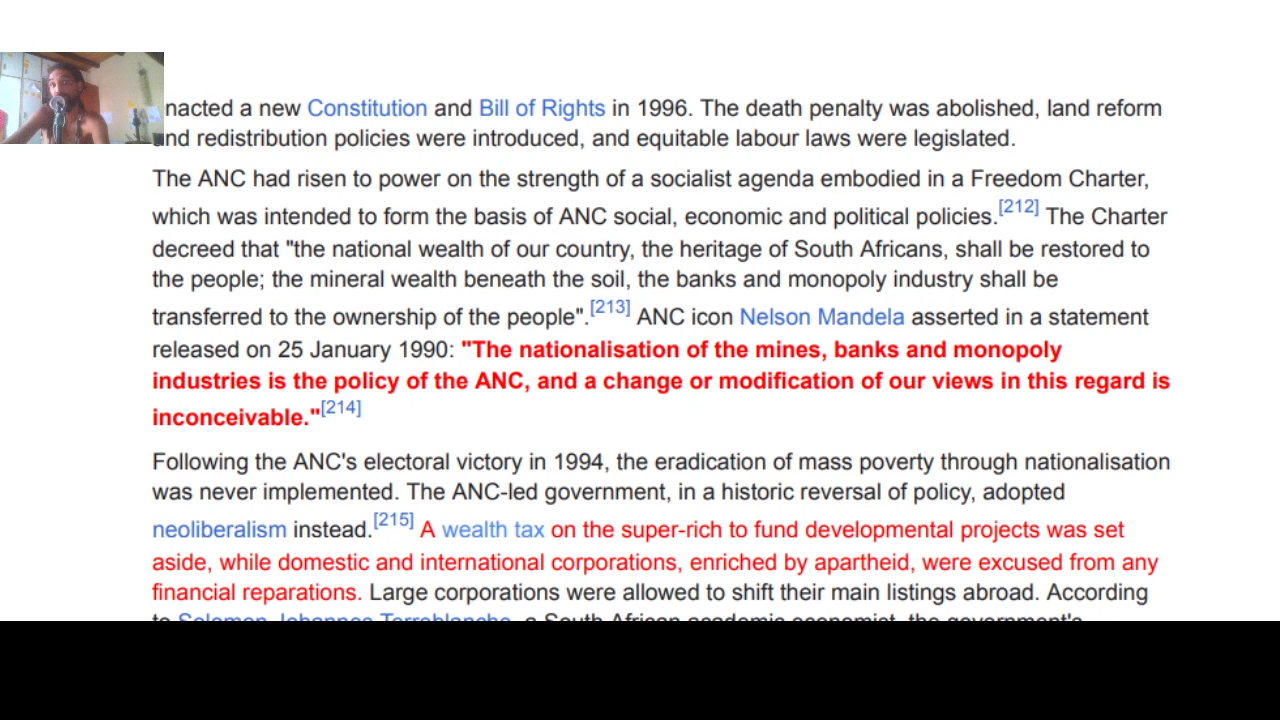 nacted a new Constitution and Bill of Rights in 1996. The death penalty was abolished, land reform
and redistribution policies were introduced, and equitable labour laws were legislated.
The ANC had risen to power on the strength of a socialist agenda embodied in a Freedom Charter,
which was intended to form the basis of ANC social, economic and political policies.[212] The Charter
decreed that "the national wealth of our country, the heritage of South Africans, shall be restored to
the people; the mineral wealth beneath the soil, the banks and monopoly industry shall be
transferred to the ownership of the people".[213] ANC icon Nelson Mandela asserted in a statement
released on 25 January 1990: "The nationalisation of the mines, banks and monopoly
industries is the policy of the ANC, and a change or modification of our views in this regard is
inconceivable."[214]
Following the ANC's electoral victory in 1994, the eradication of mass poverty through nationalisation
was never implemented. The ANC-led government, in a historic reversal of policy, adopted
neoliberalism instead.[215] A wealth tax on the super-rich to fund developmental projects was set
aside, while domestic and international corporations, enriched by apartheid, were excused from any
financial reparations. Large corporations were allowed to shift their main listings abroad. According
to Solomon Johannes Terreblanche, a South African academic economist, the government's